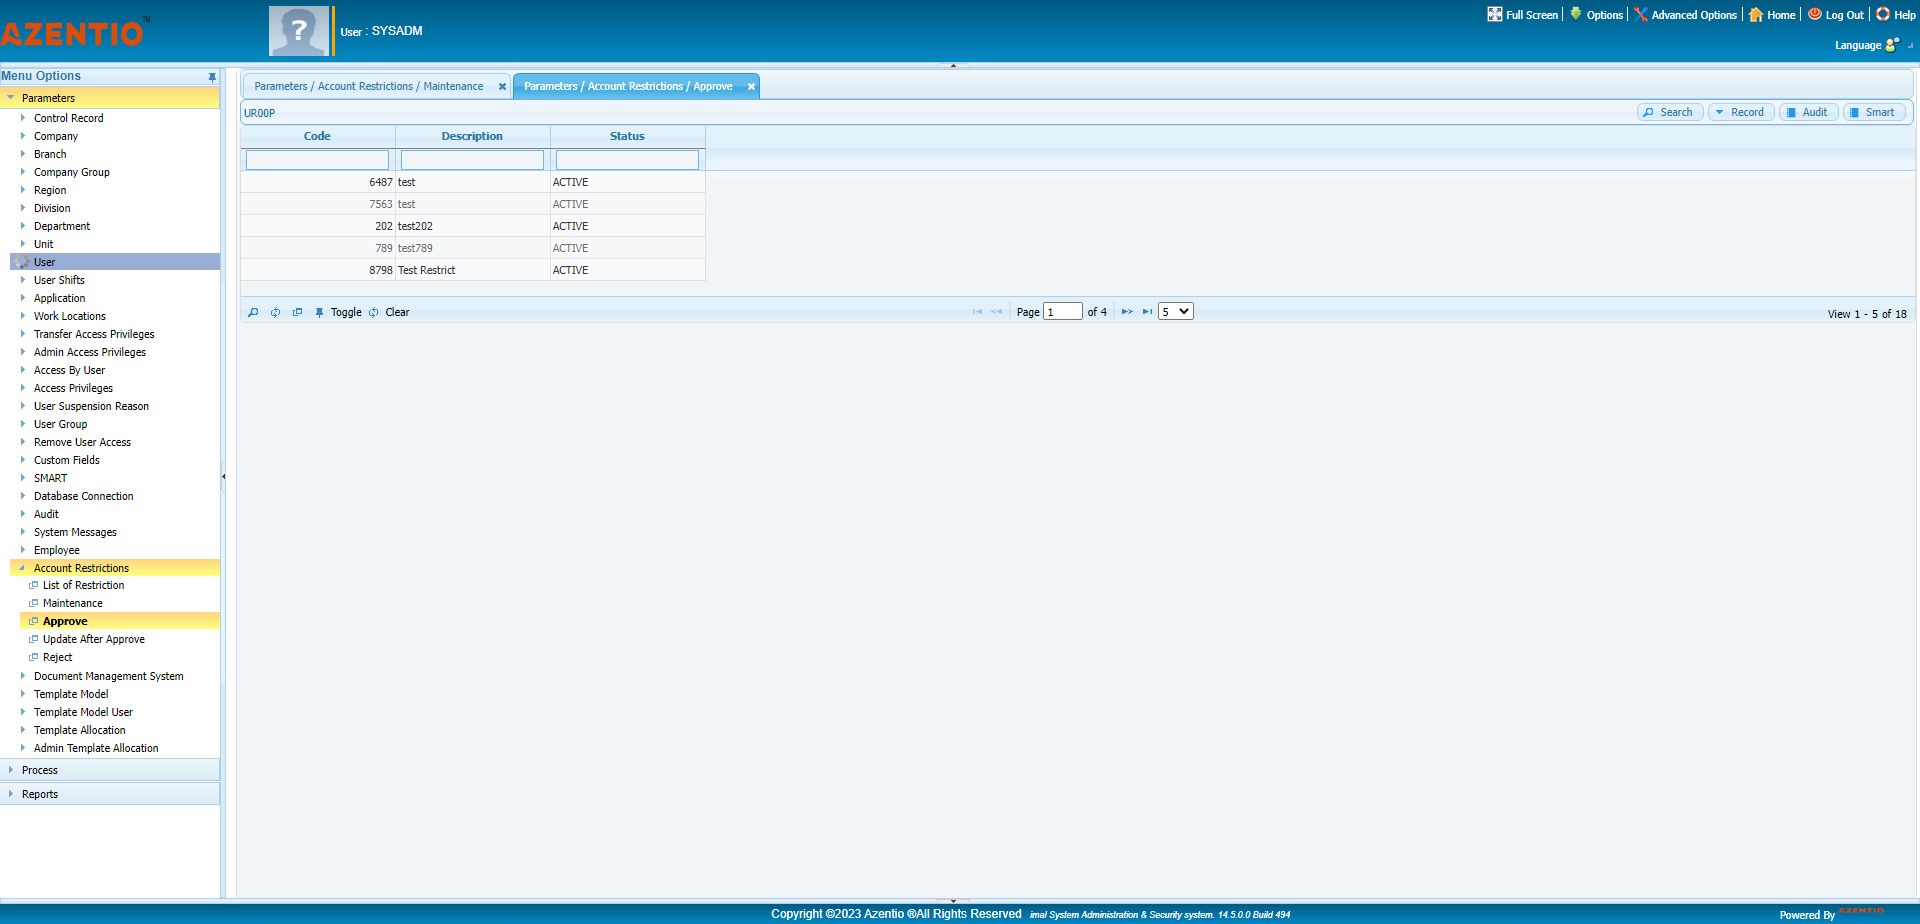 AZENTIO™
User : SYSADM
Full Screen
Options
Advanced Options
Home
Log Out
Help
Language
Menu Options
Parameters
Control Record
Company
Branch
Company Group
Region
Division
Department
Unit
User
User Shifts
Application
Work Locations
Transfer Access Privileges
Admin Access Privileges
Access By User
Access Privileges
User Suspension Reason
User Group
Remove User Access
Custom Fields
SMART
Database Connection
Audit
System Messages
Employee
Account Restrictions
List of Restriction
Maintenance
Approve
Update After Approve
Reject
Document Management System
Template Model
Template Model User
Template Allocation
Admin Template Allocation
Process
Reports
Parameters / Account Restrictions / Maintenance
Parameters / Account Restrictions / Approve
UR00P
Search
Record
Audit
Smart
Code Description Status
6487 test ACTIVE
7563 test ACTIVE
202 test202 ACTIVE
789 test789 ACTIVE
8798 Test Restrict ACTIVE
Toggle Clear
Page 1 of 4
5
View 1 - 5 of 18
Copyright ©2023 Azentio ®All Rights Reserved imal System Administration & Security system. 14.5.0.0 Build 494
Powered By AZENTIO